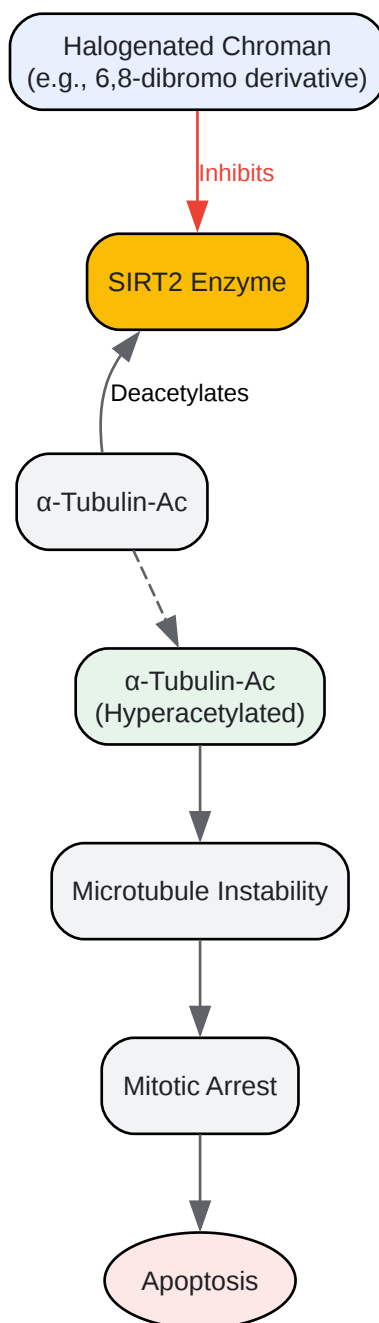 Halogenated Chroman
(e.g., 6,8-dibromo derivative)
Inhibits
SIRT2 Enzyme
Deacetylates
α-Tubulin-Ac
α-Tubulin-Ac
(Hyperacetylated)
Microtubule Instability
Mitotic Arrest
Apoptosis